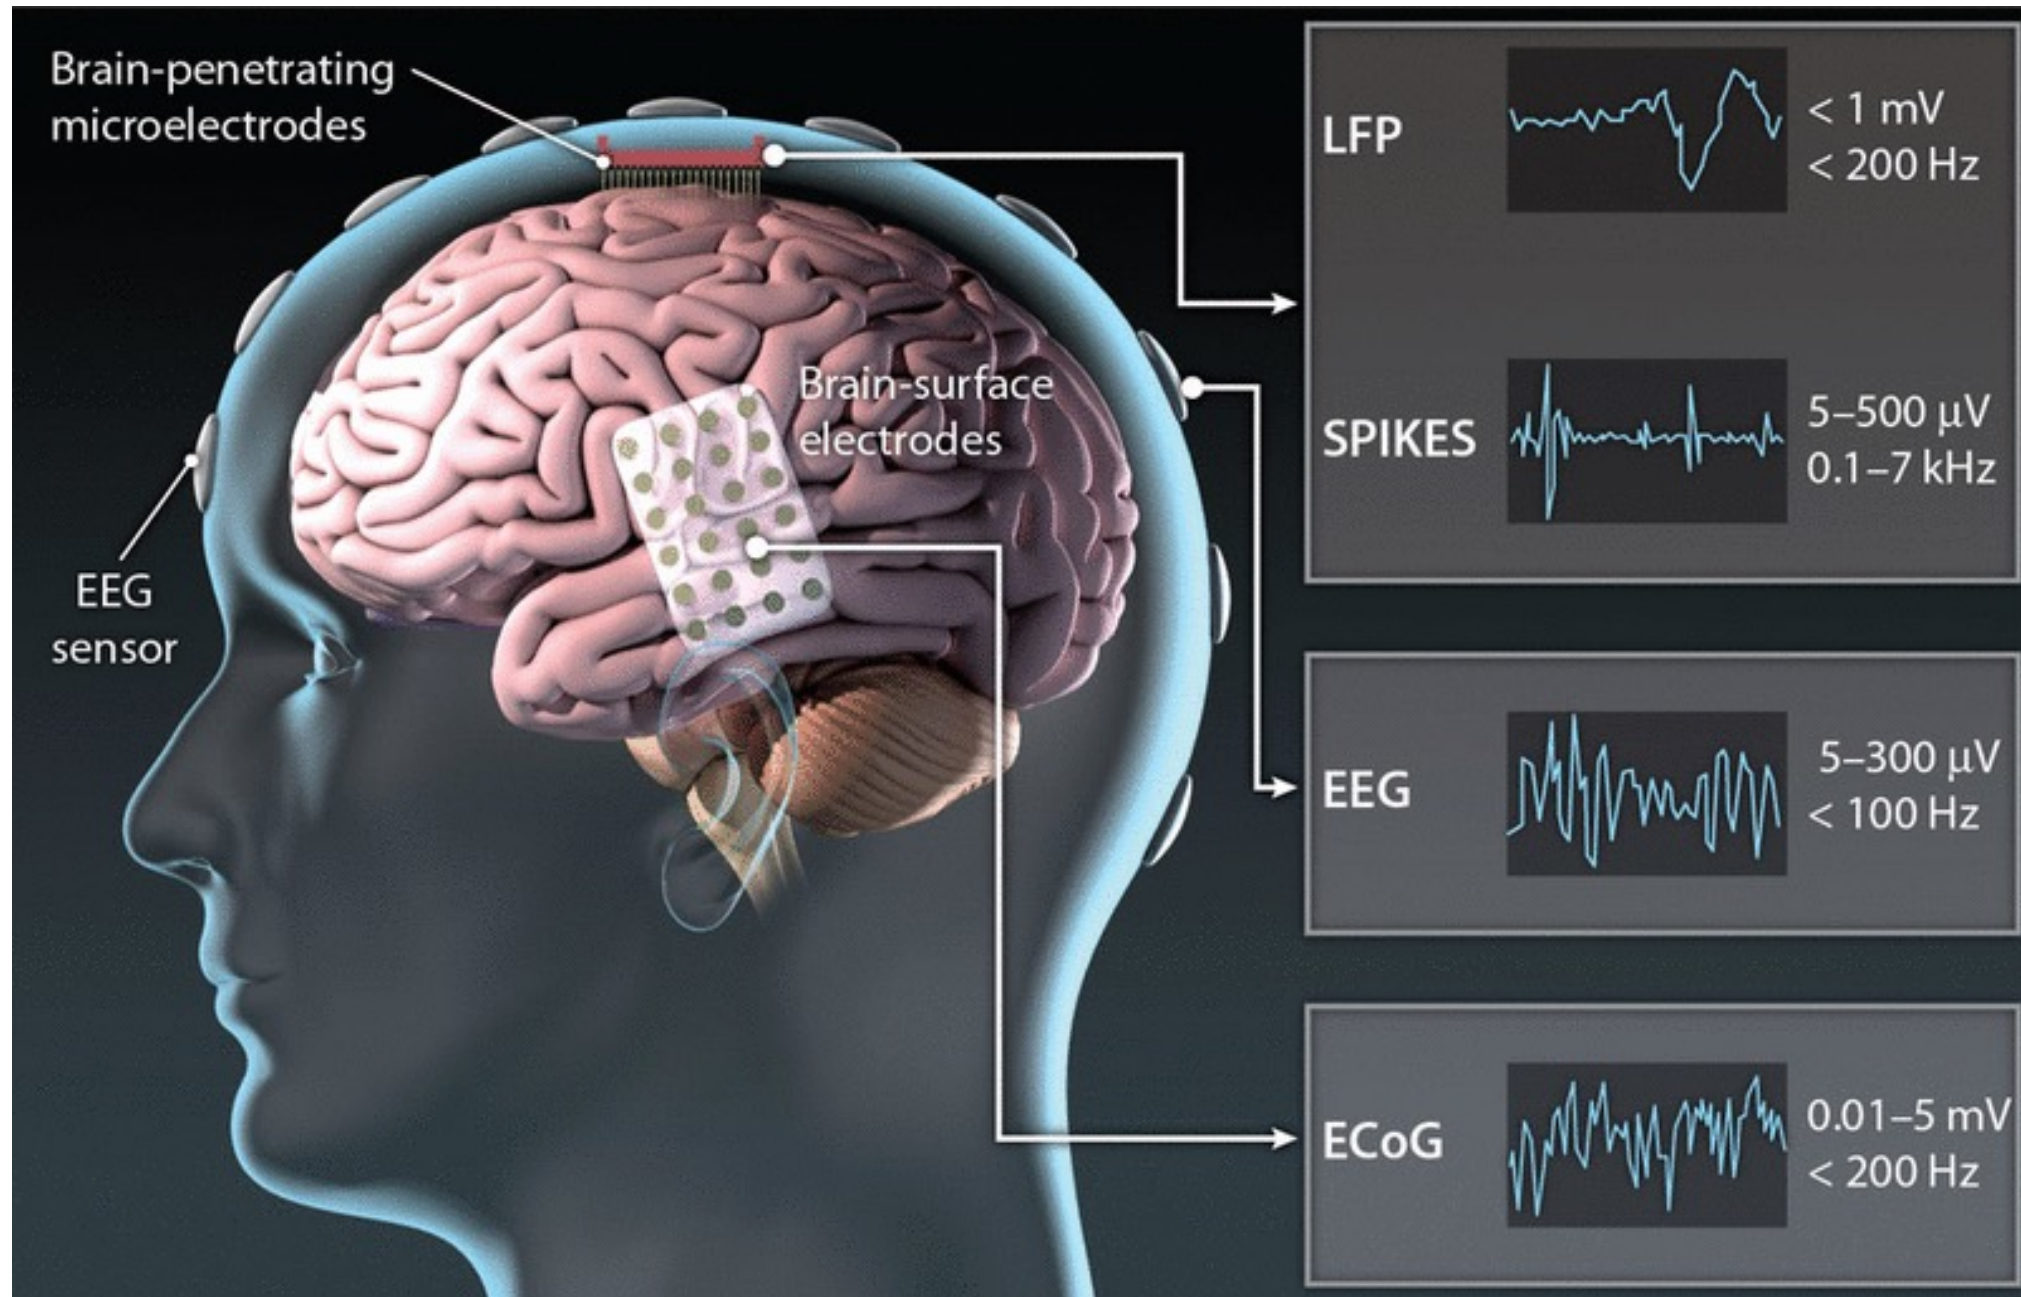 Brain-penetrating
microelectrodes
Brain-surface
electrodes
EEG
sensor
LFP
< 1 mV
< 200 Hz
SPIKES
5–500 μV
0.1–7 kHz
EEG
5–300 μV
< 100 Hz
ECoG
0.01–5 mV
< 200 Hz